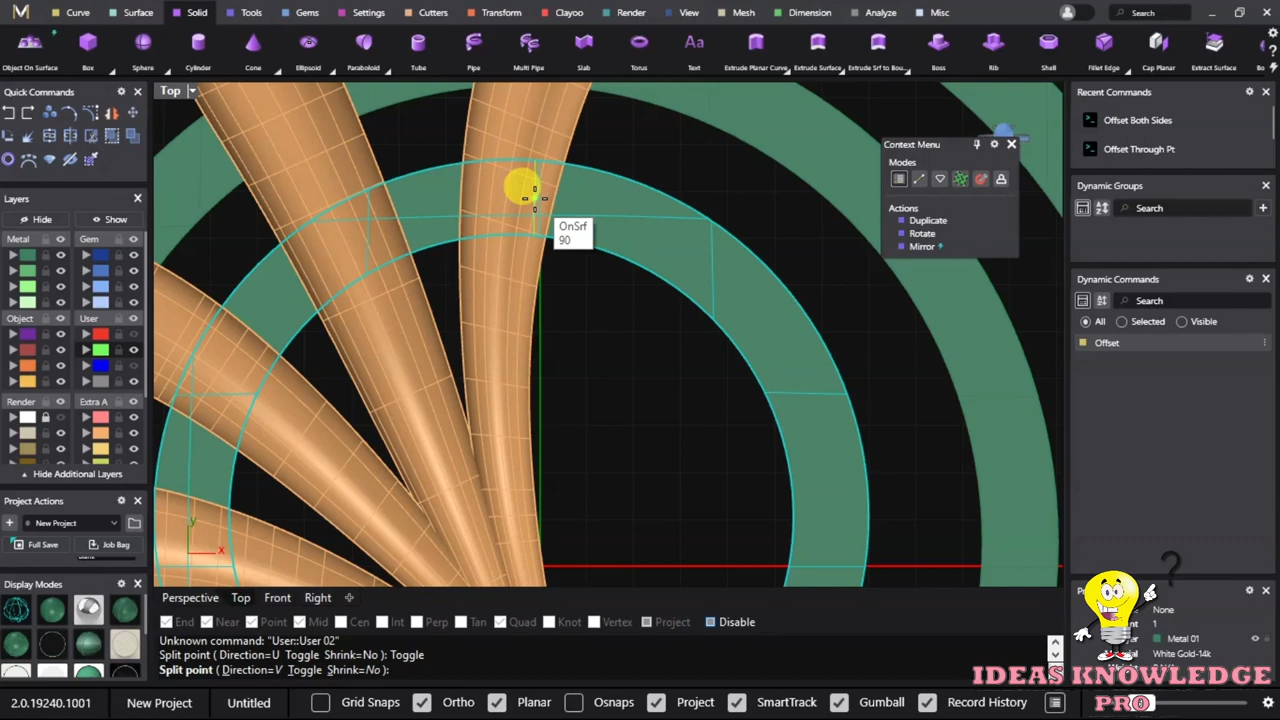 Curve Surface Solid Tools Gems Settings Cutters Transform Clayoo Render View Mesh Dimension Analyze Misc Search
Object On Surface Box Sphere Cylinder Cone Ellipsoid Paraboloid Tube Pipe Multi Pipe Slab Torus Text Extrude Planar Curve Extrude Surface Extrude Srf to Bou... Boss Rib Shell Fillet Edge Cap Planar Extract Surface
Quick Commands
Top
Recent Commands
Offset Both Sides
Offset Through Pt
Context Menu
Modes
Actions
Duplicate
Rotate
Mirror
Dynamic Groups
Search
Layers
Hide Show
Metal Gem
Object User
Render Extra A
Hide Additional Layers
OnSrf
90
Dynamic Commands
Search
All Selected Visible
Offset
Project Actions
New Project
Full Save Job Bag
y
x
Display Modes
Perspective Top Front Right
End Near Point Mid Cen Int Perp Tan Quad Knot Vertex Project Disable
Unknown command: "User::User 02"
Split point ( Direction=U Toggle Shrink=No ): Toggle
Split point ( Direction=V Toggle Shrink=No ):
None
1
Metal 01
White Gold-14k
?
IDEAS KNOWLEDGE
PRO
2.0.19240.1001 New Project Untitled Grid Snaps Ortho Planar Osnaps Project SmartTrack Gumball Record History